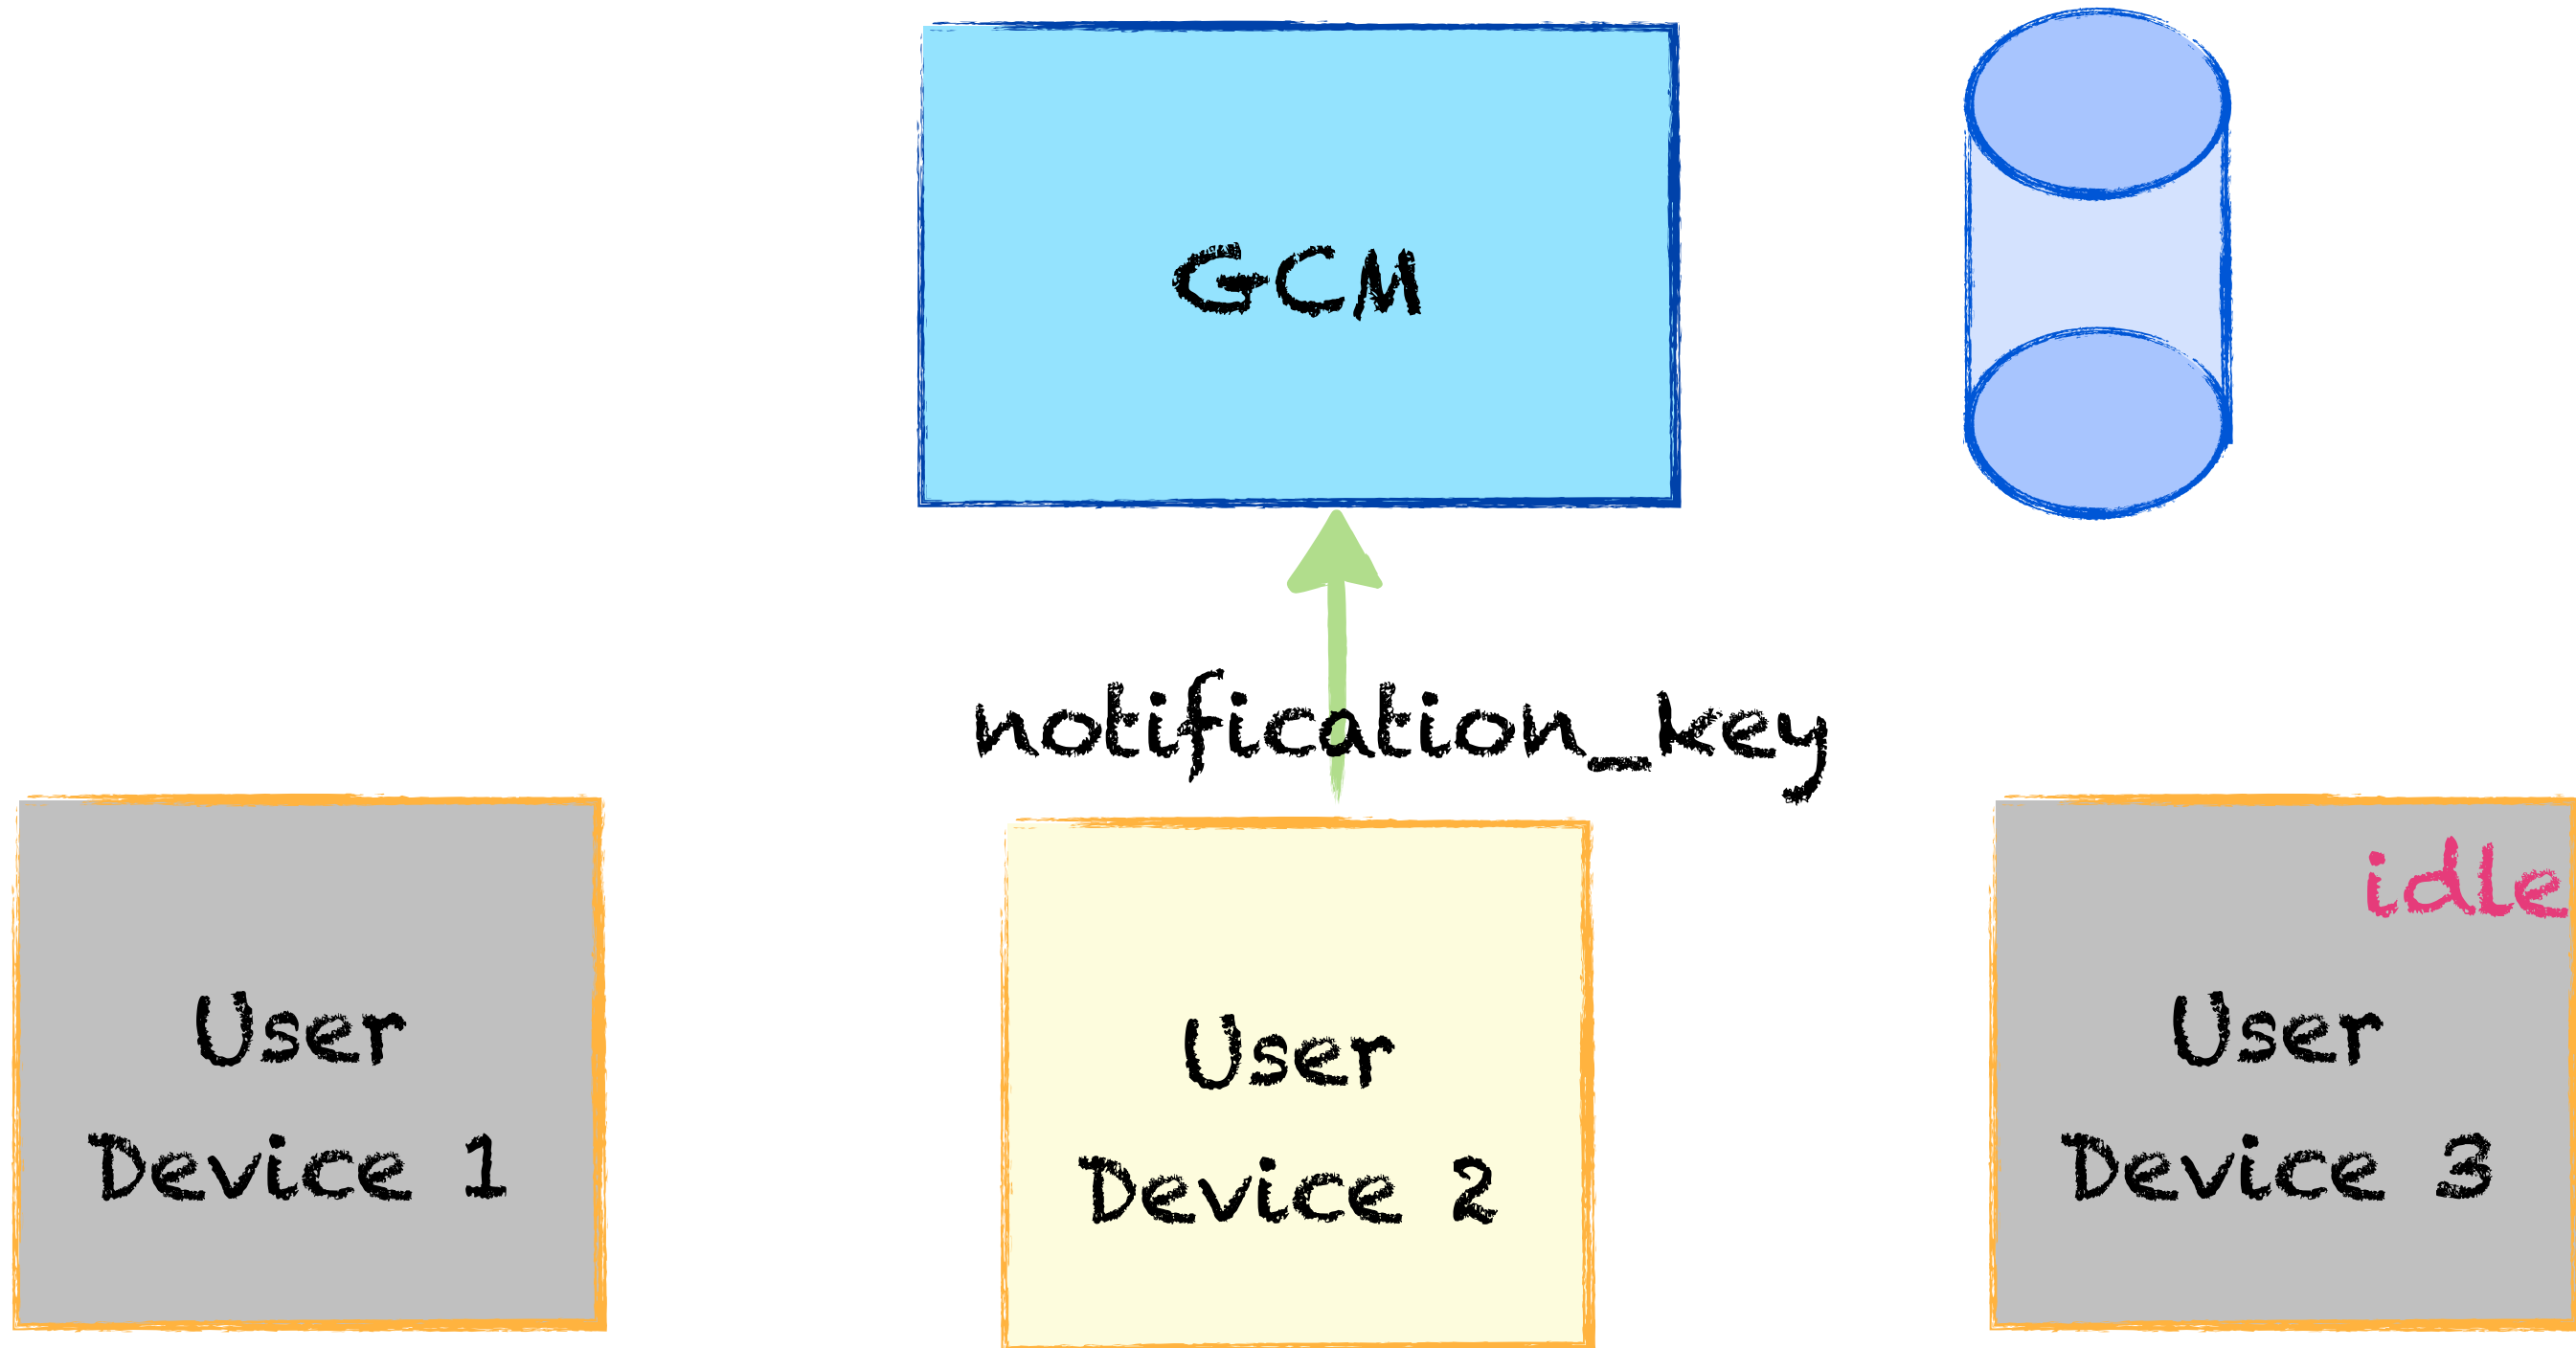 GCM
notification_key
idle
User
Device 1
User
Device 2
User
Device 3